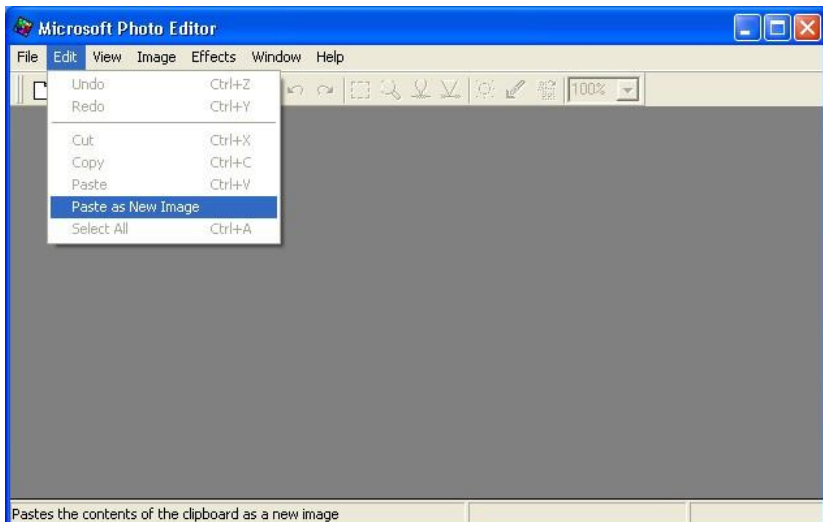 Microsoft Photo Editor
File Edit View Image Effects Window Help
100%
Undo Ctrl+Z
Redo Ctrl+Y
Cut Ctrl+X
Copy Ctrl+C
Paste Ctrl+V
Paste as New Image
Select All Ctrl+A
Pastes the contents of the clipboard as a new image